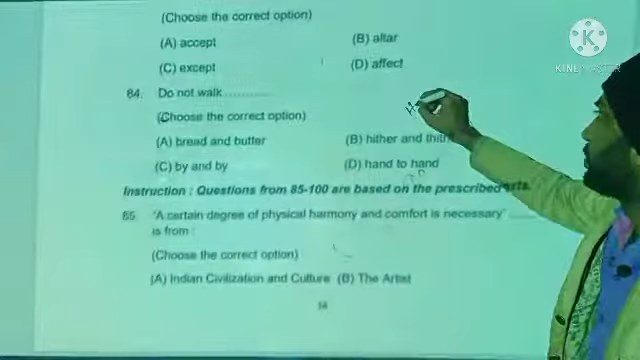 (Choose the correct option)
(A) accept (B) altar
(C) except (D) affect
84. Do not walk ............
(Choose the correct option)
(A) bread and butter (B) hither and
(C) by and by (D) hand to hand
Instruction : Questions from 85-100 are based on the prescribed
85. 'A certain degree of physical harmony and comfort is necessary'
is from :
(Choose the correct option)
(A) Indian Civilization and Culture (B) The Artist
14
K
KINEMASTER